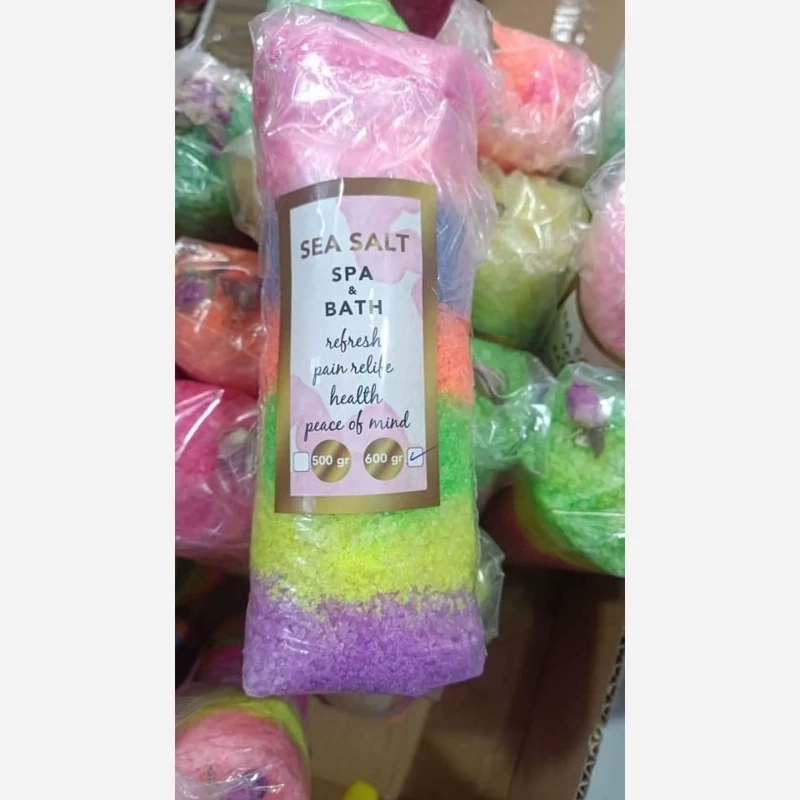 SEA SALT
SPA
&
BATH
refresh
pain relife
health
peace of mind
500 gr 600 gr